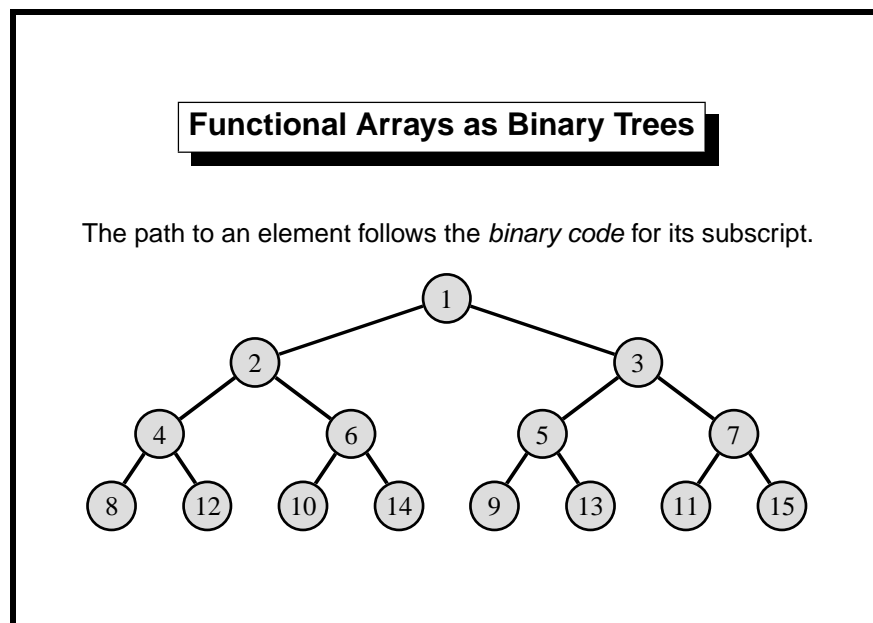 Functional Arrays as Binary Trees
The path to an element follows the binary code for its subscript.
1
2 3
4 6 5 7
8 12 10 14 9 13 11 15